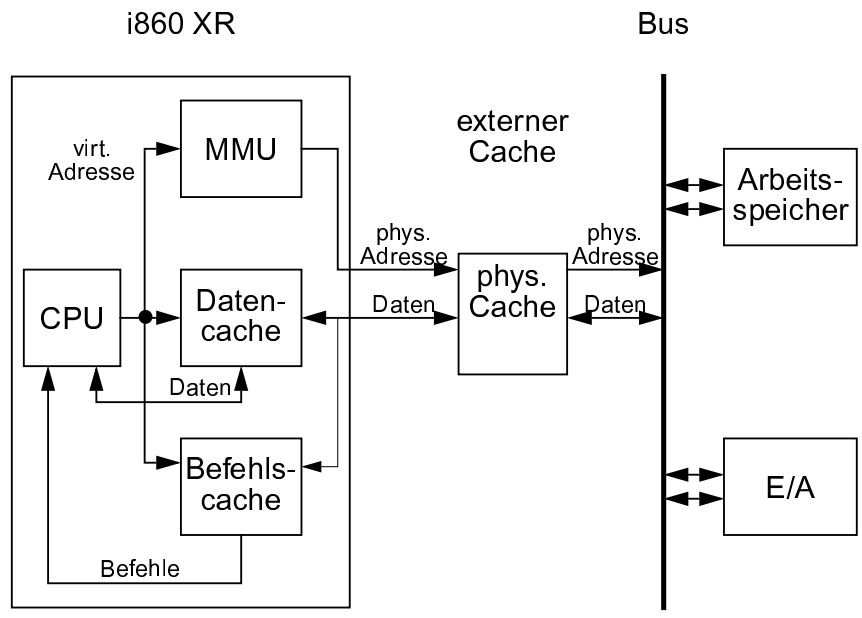 i860 XR
Bus
externer
Cache
virt.
Adresse
MMU
Arbeits-
speicher
phys.
Adresse
phys.
Adresse
CPU
Daten-
cache
Daten
phys.
Cache
Daten
Daten
Befehls-
cache
E/A
Befehle